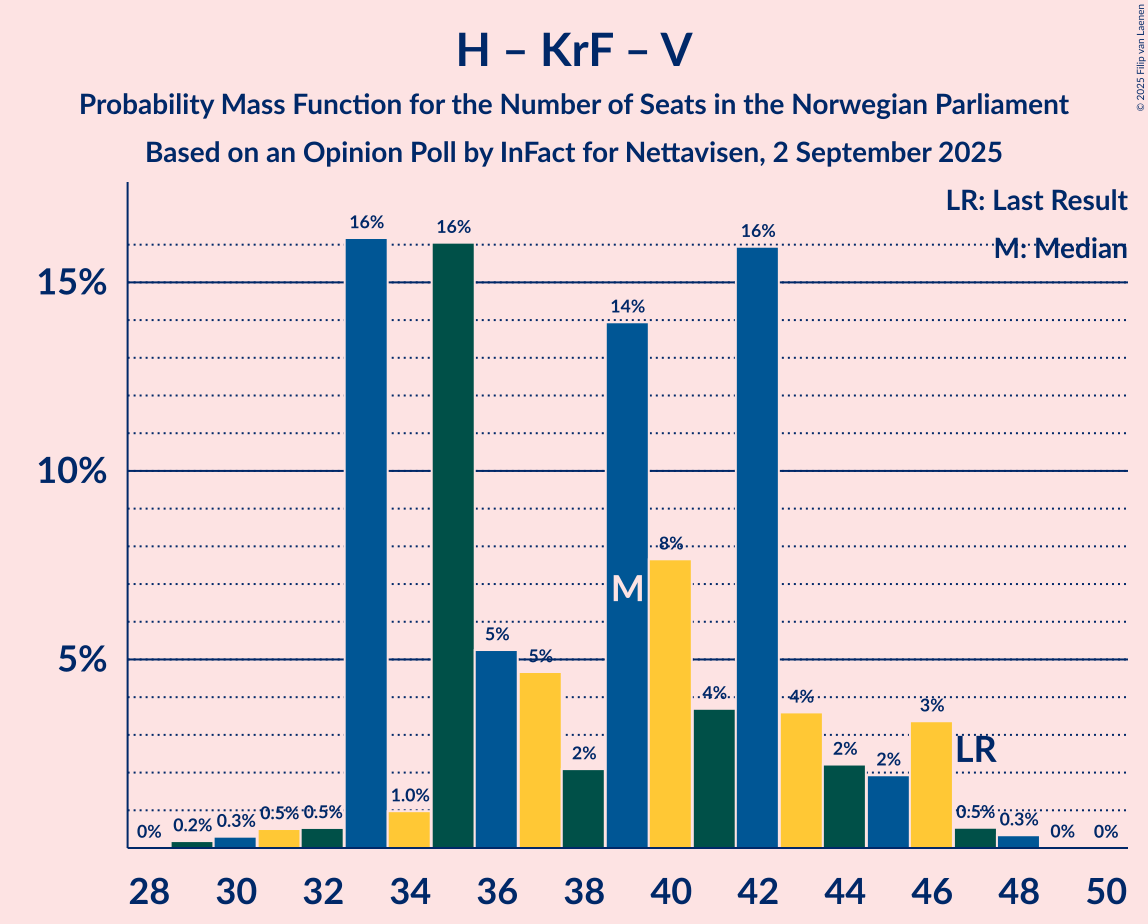 H – KrF – V
Probability Mass Function for the Number of Seats in the Norwegian Parliament
Based on an Opinion Poll by InFact for Nettavisen, 2 September 2025
© 2025 Filip van Laenen
LR: Last Result
M: Median
15%
10%
5%
0%
0.2%
0.3%
0.5%
0.5%
16%
1.0%
16%
5%
5%
2%
14%
8%
4%
16%
4%
2%
2%
3%
0.5%
0.3%
0%
0%
M
LR
28 30 32 34 36 38 40 42 44 46 48 50